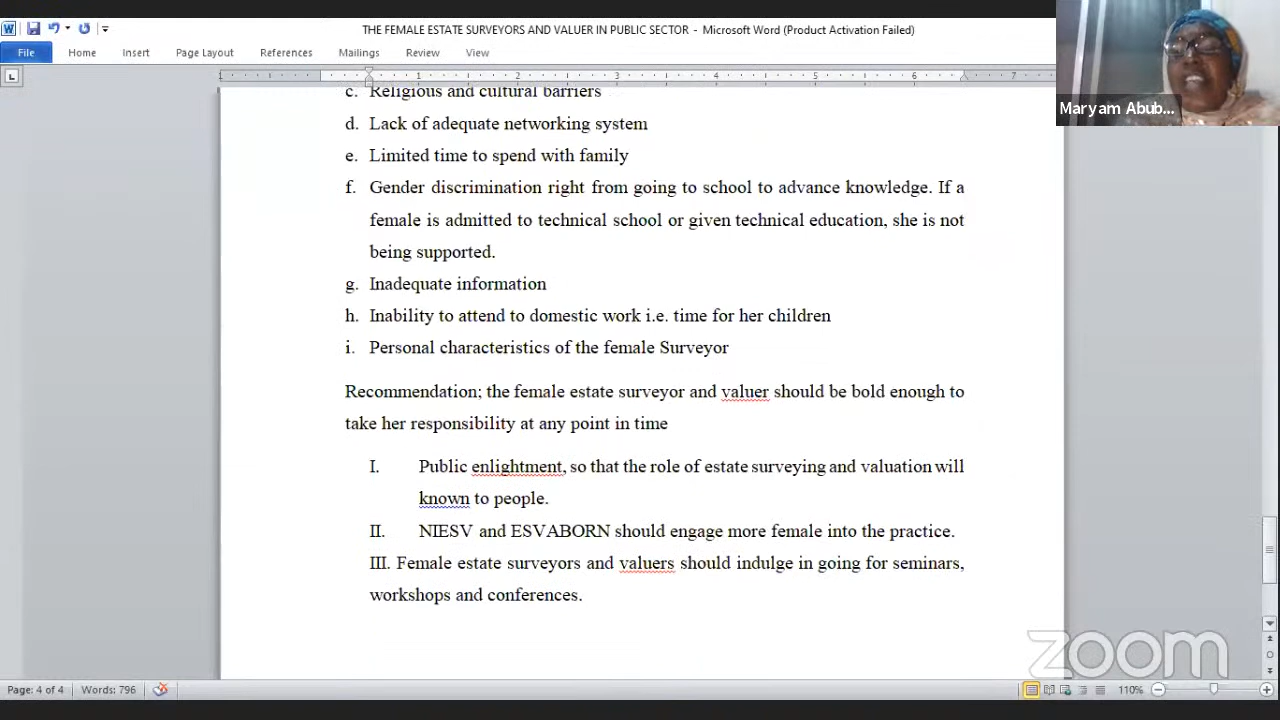 THE FEMALE ESTATE SURVEYORS AND VALUER IN PUBLIC SECTOR - Microsoft Word (Product Activation Failed)
File Home Insert Page Layout References Mailings Review View
Maryam Abub...
1 1 2 3 4 5 6 7
c. Religious and cultural barriers
d. Lack of adequate networking system
e. Limited time to spend with family
f. Gender discrimination right from going to school to advance knowledge. If a
female is admitted to technical school or given technical education, she is not
being supported.
g. Inadequate information
h. Inability to attend to domestic work i.e. time for her children
i. Personal characteristics of the female Surveyor
Recommendation; the female estate surveyor and valuer should be bold enough to
take her responsibility at any point in time
I. Public enlightment, so that the role of estate surveying and valuation will
known to people.
II. NIESV and ESVABORN should engage more female into the practice.
III. Female estate surveyors and valuers should indulge in going for seminars,
workshops and conferences.
zoom
Page: 4 of 4 Words: 796 110%